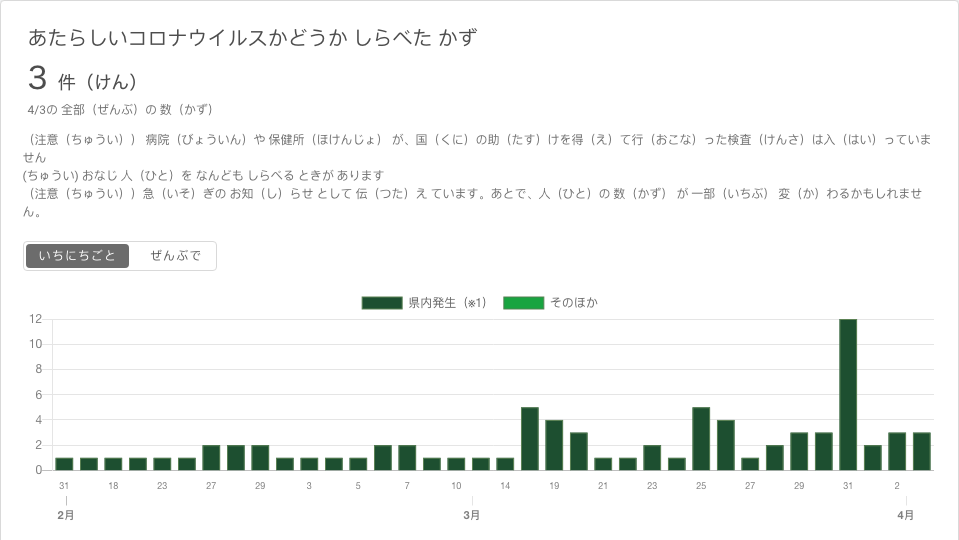 あたらしいコロナウイルスかどうか しらべた かず
3 件（けん）
4/3の 全部（ぜんぶ）の 数（かず）
（注意（ちゅうい）） 病院（びょういん）や 保健所（ほけんじょ） が、国（くに）の助（たす）けを得（え）て行（おこな）った検査（けんさ）は入（はい）っていま
せん
(ちゅうい) おなじ 人（ひと）を なんども しらべる ときが あります
（注意（ちゅうい））急（いそ）ぎの お知（し）らせ として 伝（つた）え ています。あとで、人（ひと）の 数（かず） が 一部（いちぶ） 変（か）わるかもしれませ
ん。
いちにちごと ぜんぶで
県内発生（※1） そのほか
12
10
8
6
4
2
0
31 18 23 27 29 3 5 7 10 14 19 21 23 25 27 29 31 2
2月 3月 4月